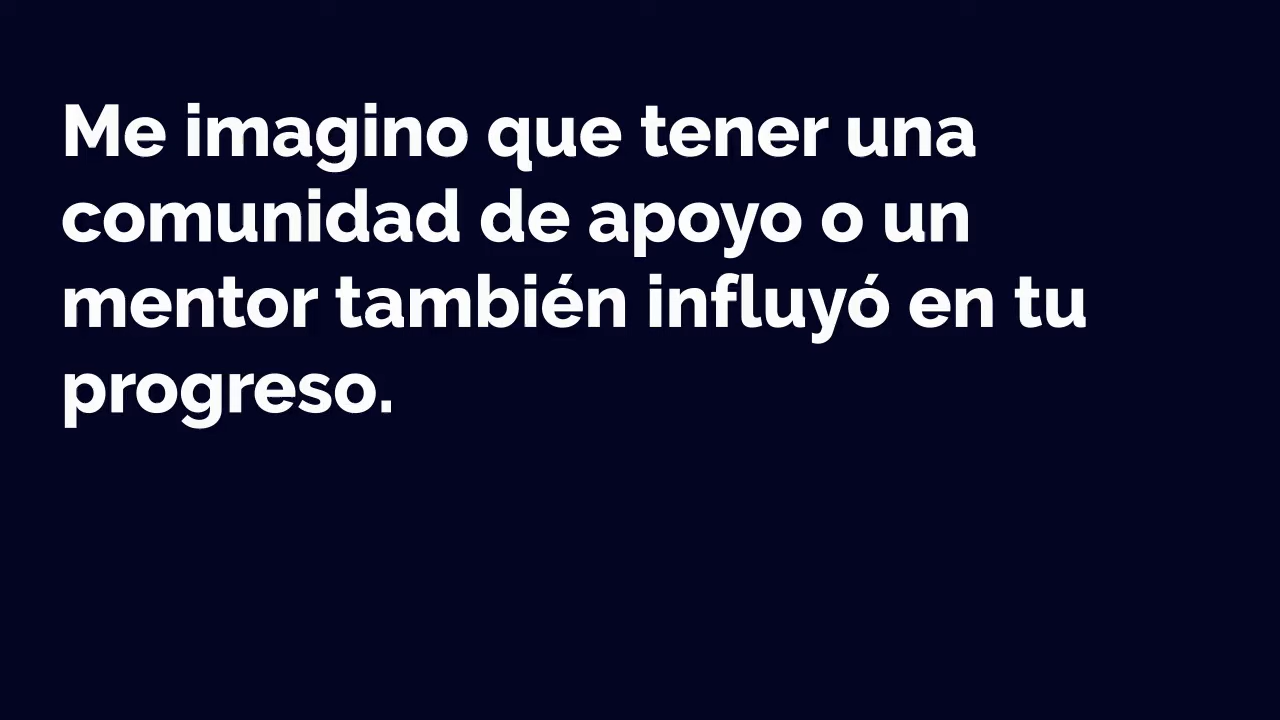 Me imagino que tener una
comunidad de apoyo o un
mentor también influyó en tu
progreso.